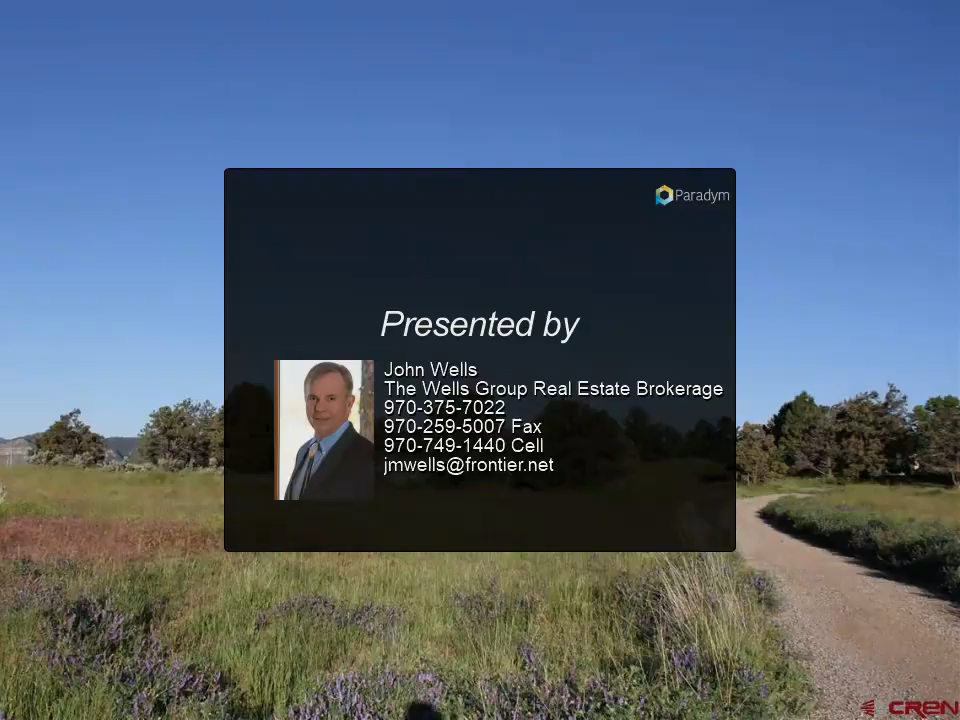 Paradym
Presented by
John Wells
The Wells Group Real Estate Brokerage
970-375-7022
970-259-5007 Fax
970-749-1440 Cell
jmwells@frontier.net
CREN